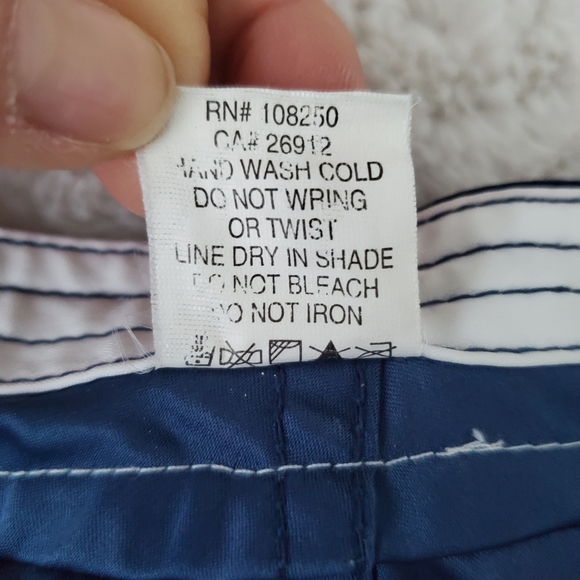 RN# 108250
CA# 26912
HAND WASH COLD
DO NOT WRING
OR TWIST
LINE DRY IN SHADE
DO NOT BLEACH
DO NOT IRON